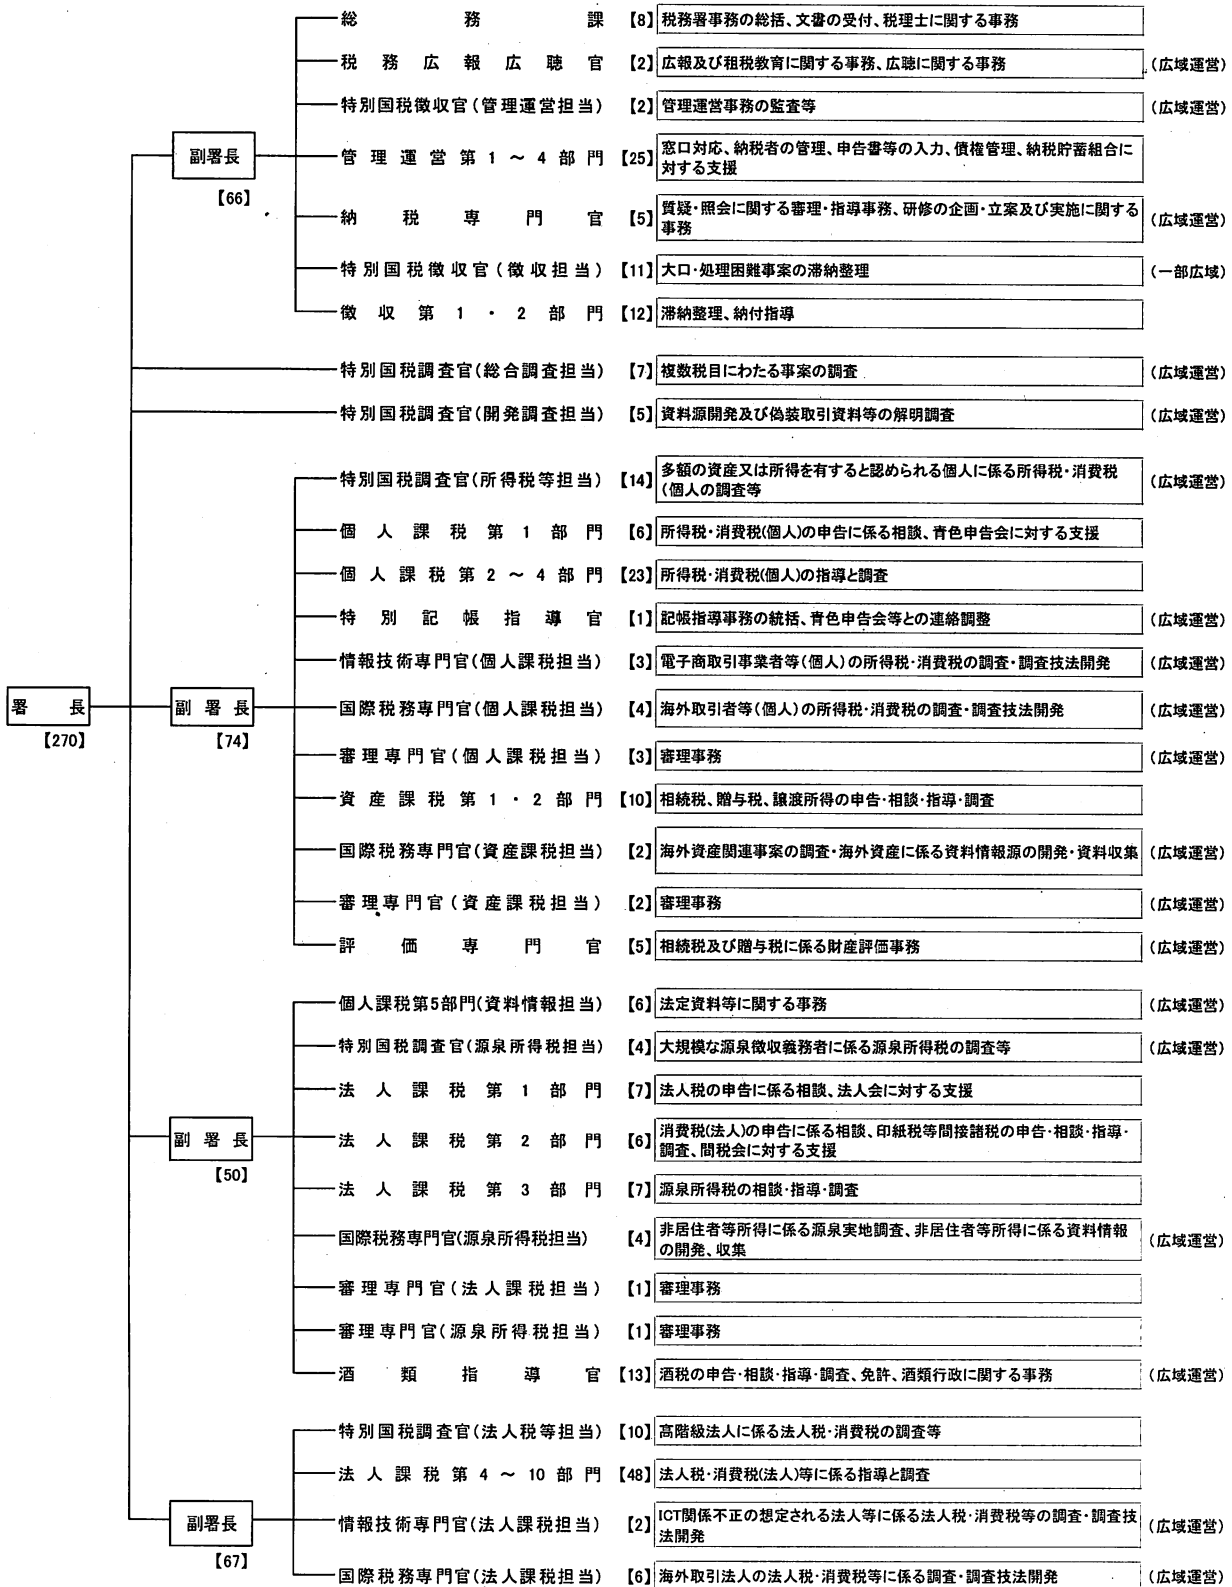 総務課 【8】 税務署事務の総括、文書の受付、税理士に関する事務
税務広報広聴官 【2】 広報及び租税教育に関する事務、広聴に関する事務 (広域運営)
特別国税徴収官(管理運営担当) 【2】 管理運営事務の監査等 (広域運営)
副署長
【66】
管理運営第1~4部門 【25】 窓口対応、納税者の管理、申告書等の入力、債権管理、納税貯蓄組合に
対する支援
納税専門官 【5】 質疑・照会に関する審理・指導事務、研修の企画・立案及び実施に関する
事務 (広域運営)
特別国税徴収官(徴収担当) 【11】 大口・処理困難事案の滞納整理 (一部広域)
徴収第1・2部門 【12】 滞納整理、納付指導
特別国税調査官(総合調査担当) 【7】 複数税目にわたる事案の調査 (広域運営)
特別国税調査官(開発調査担当) 【5】 資料源開発及び偽装取引資料等の解明調査 (広域運営)
特別国税調査官(所得税等担当) 【14】 多額の資産又は所得を有すると認められる個人に係る所得税・消費税
(個人の調査等 (広域運営)
個人課税第1部門 【6】 所得税・消費税(個人)の申告に係る相談、青色申告会に対する支援
個人課税第2~4部門 【23】 所得税・消費税(個人)の指導と調査
特別記帳指導官 【1】 記帳指導事務の統括、青色申告会等との連絡調整 (広域運営)
情報技術専門官(個人課税担当) 【3】 電子商取引事業者等(個人)の所得税・消費税の調査・調査技法開発 (広域運営)
署長
【270】
副署長
【74】
国際税務専門官(個人課税担当) 【4】 海外取引者等(個人)の所得税・消費税の調査・調査技法開発 (広域運営)
審理専門官(個人課税担当) 【3】 審理事務 (広域運営)
資産課税第1・2部門 【10】 相続税、贈与税、譲渡所得の申告・相談・指導・調査
国際税務専門官(資産課税担当) 【2】 海外資産関連事案の調査・海外資産に係る資料情報源の開発・資料収集 (広域運営)
審理専門官(資産課税担当) 【2】 審理事務 (広域運営)
評価専門官 【5】 相続税及び贈与税に係る財産評価事務 (広域運営)
個人課税第5部門(資料情報担当) 【6】 法定資料等に関する事務 (広域運営)
特別国税調査官(源泉所得税担当) 【4】 大規模な源泉徴収義務者に係る源泉所得税の調査等 (広域運営)
法人課税第1部門 【7】 法人税の申告に係る相談、法人会に対する支援
副署長
【50】
法人課税第2部門 【6】 消費税(法人)の申告に係る相談、印紙税等間接諸税の申告・相談・指導・
調査、間税会に対する支援
法人課税第3部門 【7】 源泉所得税の相談・指導・調査
国際税務専門官(源泉所得税担当) 【4】 非居住者等所得に係る源泉実地調査、非居住者等所得に係る資料情報
の開発、収集 (広域運営)
審理専門官(法人課税担当) 【1】 審理事務
審理専門官(源泉所得税担当) 【1】 審理事務
酒類指導官 【13】 酒税の申告・相談・指導・調査、免許、酒類行政に関する事務 (広域運営)
特別国税調査官(法人税等担当) 【10】 高階級法人に係る法人税・消費税の調査等
法人課税第4~10部門 【48】 法人税・消費税(法人)等に係る指導と調査
副署長
【67】
情報技術専門官(法人課税担当) 【2】 ICT関係不正の想定される法人等に係る法人税・消費税等の調査・調査技
法開発 (広域運営)
国際税務専門官(法人課税担当) 【6】 海外取引法人の法人税・消費税等に係る調査・調査技法開発 (広域運営)